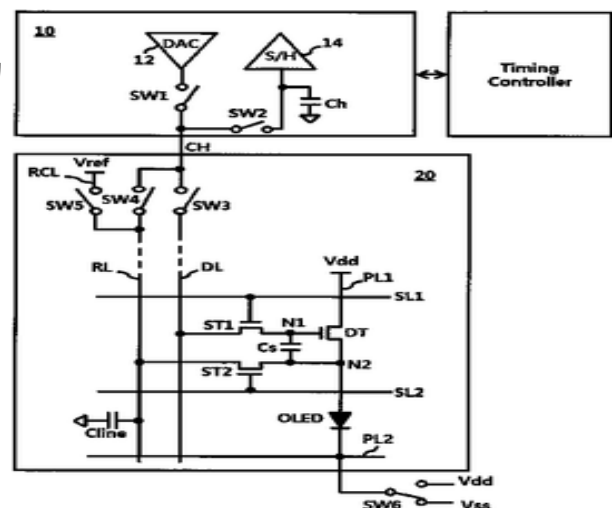 10
DAC
12
S/H
14
SW1
SW2
Ch
Timing
Controller
CH
Vref
RCL
SW5
SW4
SW3
20
RL
DL
Vdd
PL1
SL1
ST1
N1
DT
Cs
ST2
N2
SL2
OLED
Cline
PL2
Vdd
SW6
Vss